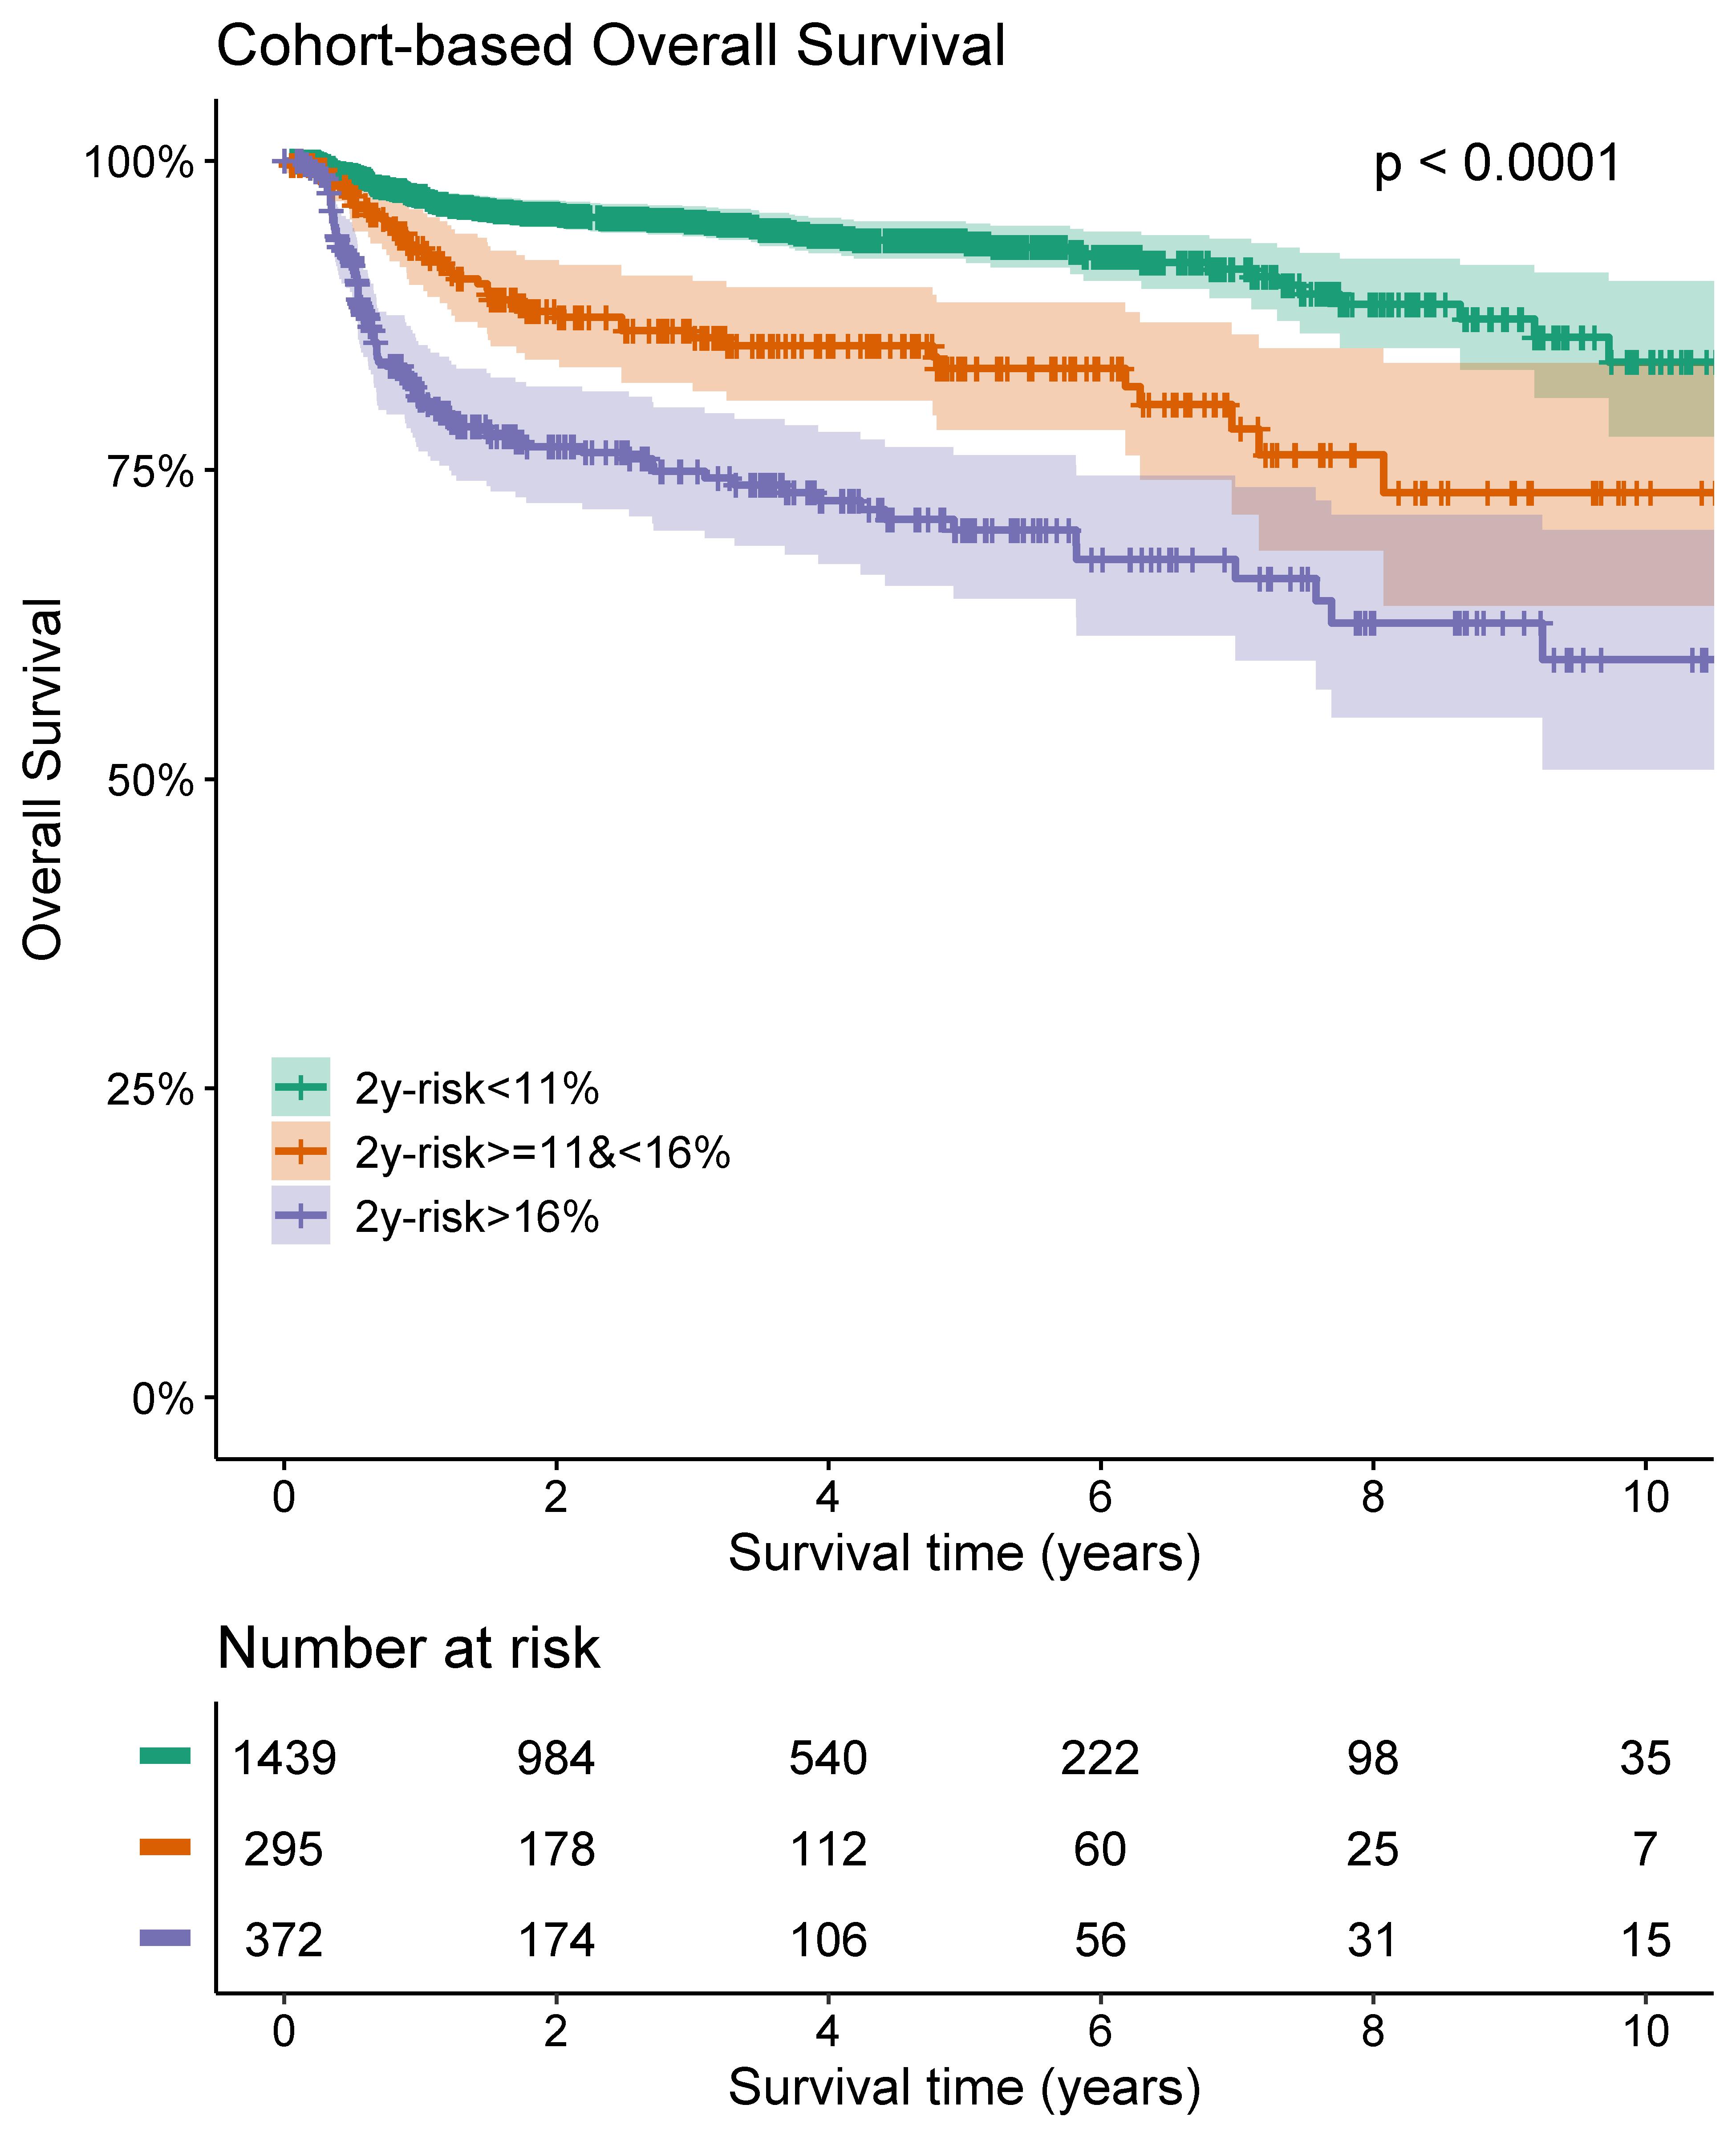 Cohort-based Overall Survival
p < 0.0001
100%
75%
50%
25%
0%
Overall Survival
2y-risk<11%
2y-risk>=11&<16%
2y-risk>16%
0 2 4 6 8 10
Survival time (years)
Number at risk
1439 984 540 222 98 35
295 178 112 60 25 7
372 174 106 56 31 15
0 2 4 6 8 10
Survival time (years)